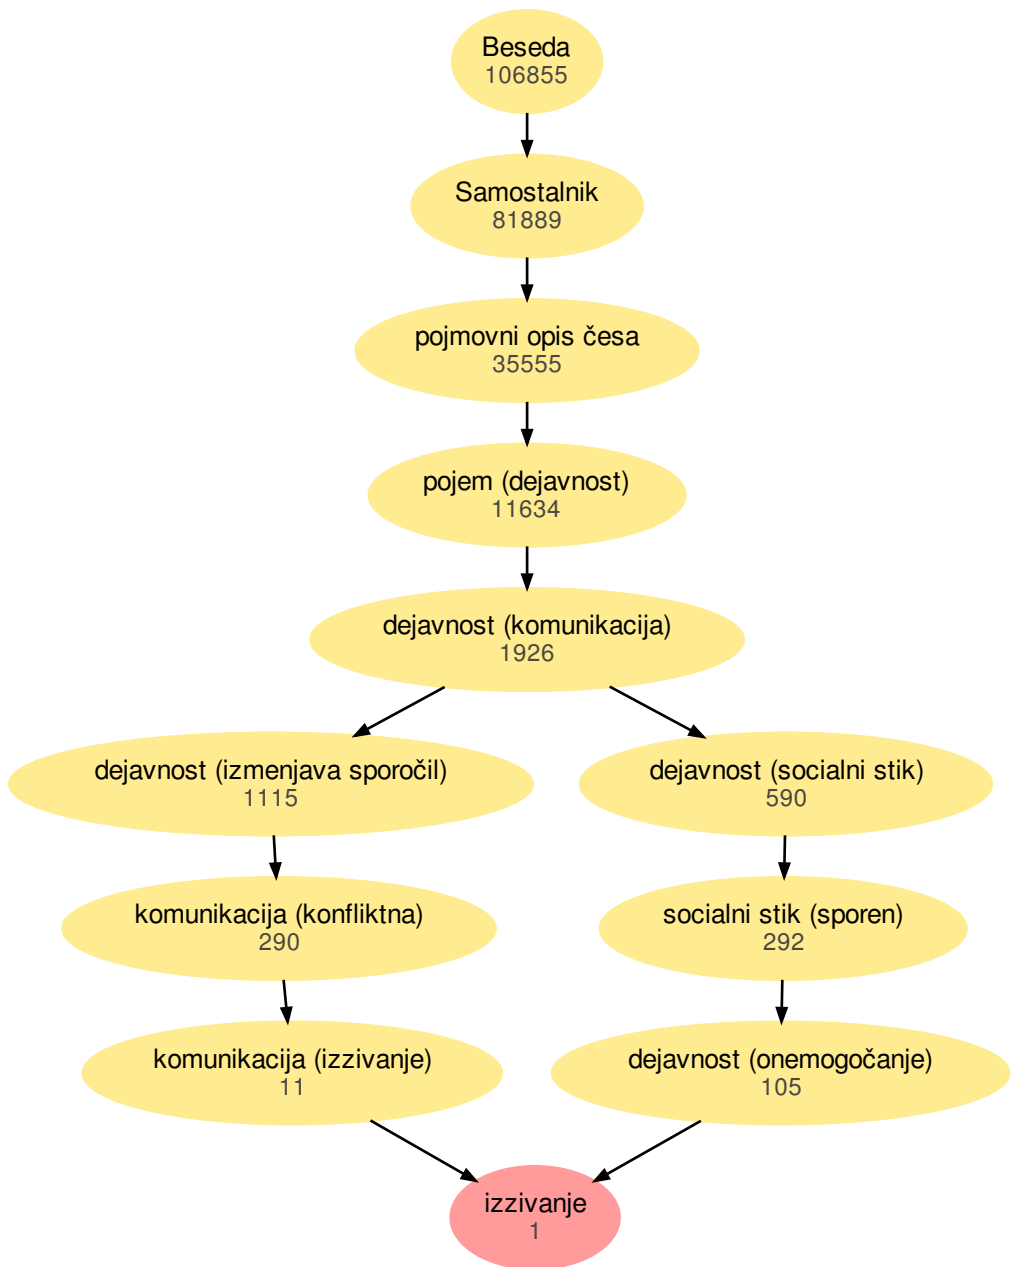 Beseda
106855
Samostalnik
81889
pojmovni opis česa
35555
pojem (dejavnost)
11634
dejavnost (komunikacija)
1926
dejavnost (izmenjava sporočil)
1115
dejavnost (socialni stik)
590
komunikacija (konfliktna)
290
socialni stik (sporen)
292
komunikacija (izzivanje)
11
dejavnost (onemogočanje)
105
izzivanje
1